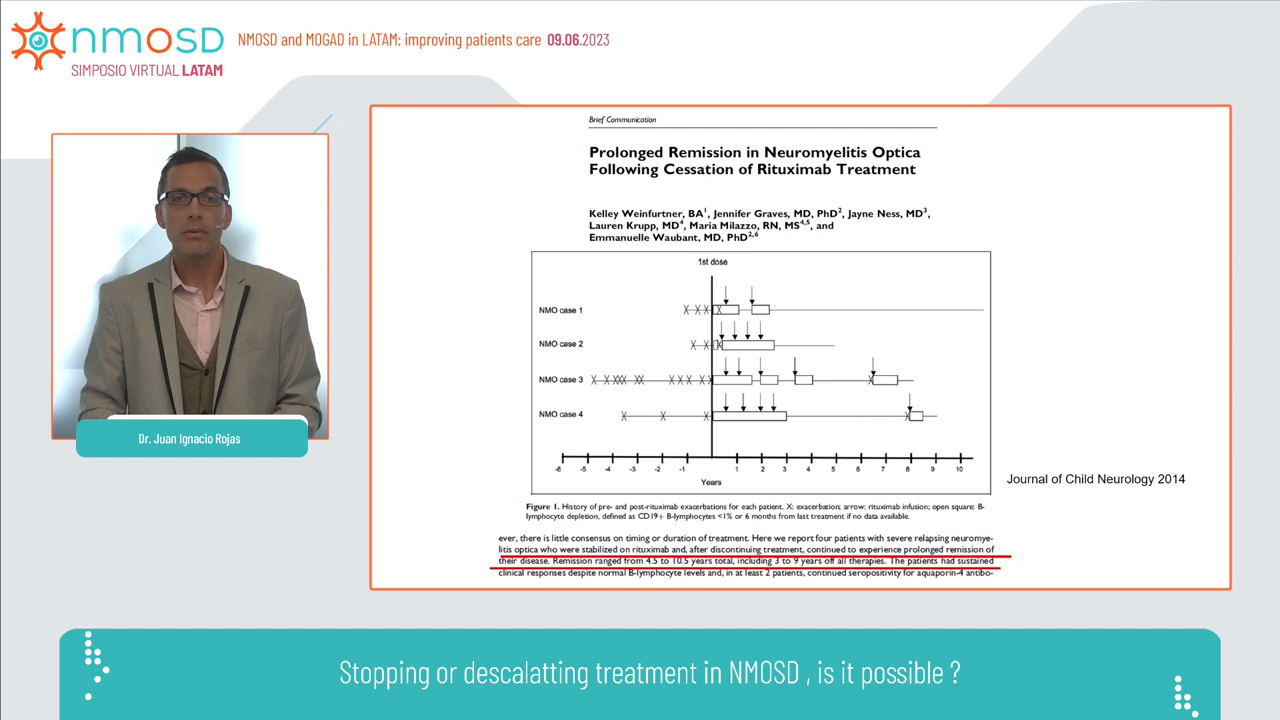 nmosd
SIMPOSIO VIRTUAL LATAM
NMOSD and MOGAD in LATAM: improving patients care 09.06.2023
Dr. Juan Ignacio Rojas
Brief Communication
Prolonged Remission in Neuromyelitis Optica
Following Cessation of Rituximab Treatment
Kelley Weinfurtner, BA1, Jennifer Graves, MD, PhD2, Jayne Ness, MD3,
Lauren Krupp, MD4, Maria Milazzo, RN, MS4,5, and
Emmanuelle Waubant, MD, PhD2,6
1st dose
NMO case 1
NMO case 2
NMO case 3
NMO case 4
-6 -5 -4 -3 -2 -1 1 2 3 4 5 6 7 8 9 10
Years
Figure 1. History of pre- and post-rituximab exacerbations for each patient. X: exacerbation; arrow: rituximab infusion; open square: B-
lymphocyte depletion, defined as CD19+ B-lymphocytes <1% or 6 months from last treatment if no data available.
ever, there is little consensus on timing or duration of treatment. Here we report four patients with severe relapsing neuromye-
litis optica who were stabilized on rituximab and, after discontinuing treatment, continued to experience prolonged remission of
their disease. Remission ranged from 4.5 to 10.5 years total, including 3 to 9 years off all therapies. The patients had sustained
clinical responses despite normal B-lymphocyte levels and, in at least 2 patients, continued seropositivity for aquaporin-4 antibo-
Journal of Child Neurology 2014
Stopping or descalatting treatment in NMOSD , is it possible ?